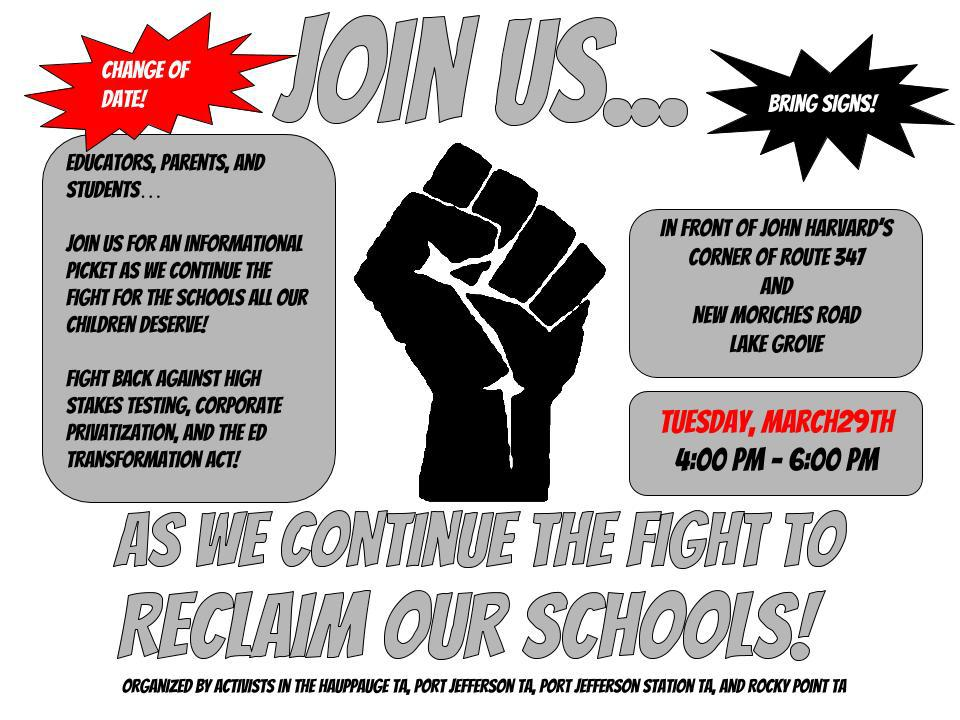 JOIN US...
CHANGE OF
DATE!
BRING SIGNS!
EDUCATORS, PARENTS, AND
STUDENTS...
JOIN US FOR AN INFORMATIONAL
PICKET AS WE CONTINUE THE
FIGHT FOR THE SCHOOLS ALL OUR
CHILDREN DESERVE!
FIGHT BACK AGAINST HIGH
STAKES TESTING, CORPORATE
PRIVATIZATION, AND THE ED
TRANSFORMATION ACT!
IN FRONT OF JOHN HARVARD'S
CORNER OF ROUTE 347
AND
NEW MORICHES ROAD
LAKE GROVE
TUESDAY, MARCH29TH
4:00 PM - 6:00 PM
AS WE CONTINUE THE FIGHT TO
RECLAIM OUR SCHOOLS!
ORGANIZED BY ACTIVISTS IN THE HAUPPAUGE TA, PORT JEFFERSON TA, PORT JEFFERSON STATION TA, AND ROCKY POINT TA